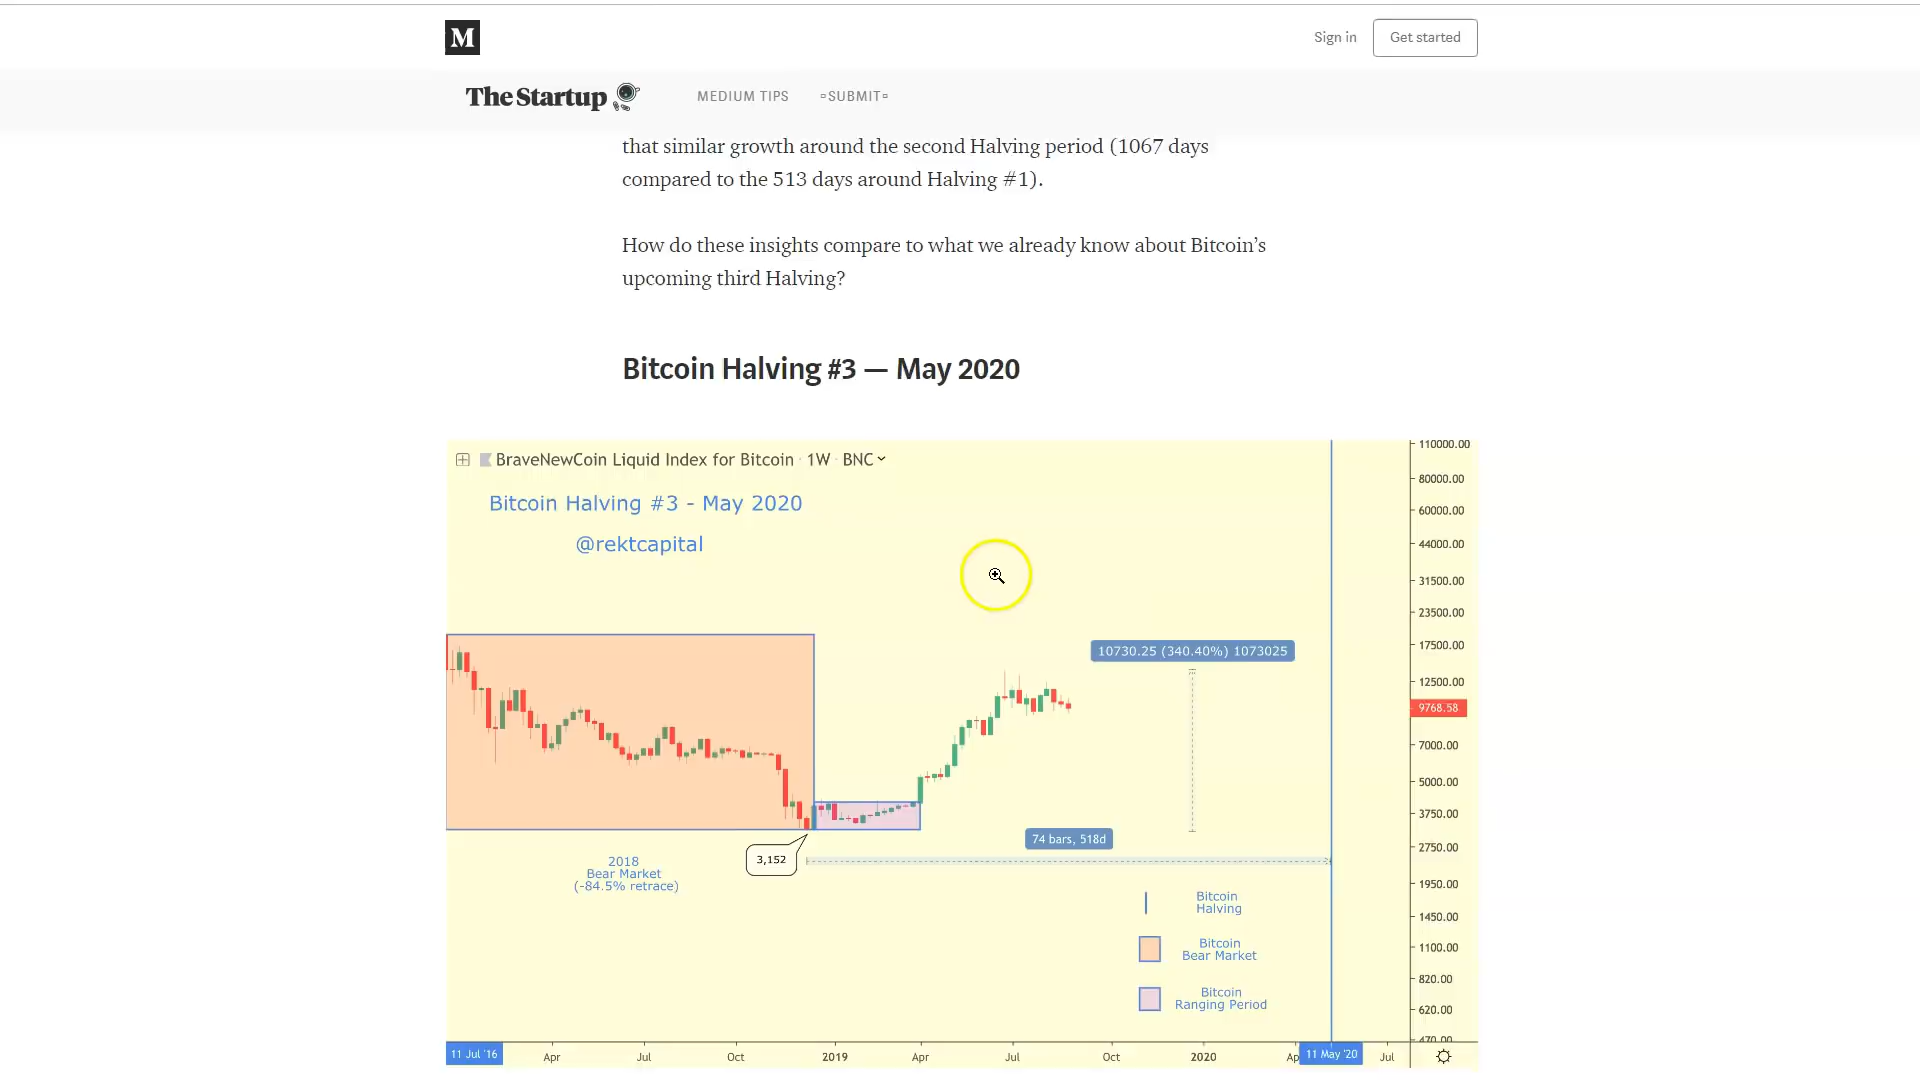 M
Sign in
Get started
The Startup
MEDIUM TIPS
SUBMIT
that similar growth around the second Halving period (1067 days
compared to the 513 days around Halving #1).
How do these insights compare to what we already know about Bitcoin’s
upcoming third Halving?
Bitcoin Halving #3 — May 2020
BraveNewCoin Liquid Index for Bitcoin · 1W · BNC
Bitcoin Halving #3 - May 2020
@rektcapital
110000.00
80000.00
60000.00
44000.00
31500.00
23500.00
17500.00
12500.00
9768.58
7000.00
5000.00
3750.00
2750.00
1950.00
1450.00
1100.00
820.00
620.00
470.00
10730.25 (340.40%) 1073025
74 bars, 518d
3,152
2018
Bear Market
(-84.5% retrace)
Bitcoin
Halving
Bitcoin
Bear Market
Bitcoin
Ranging Period
11 Jul '16
Apr
Jul
Oct
2019
Apr
Jul
Oct
2020
Ap
11 May '20
Jul